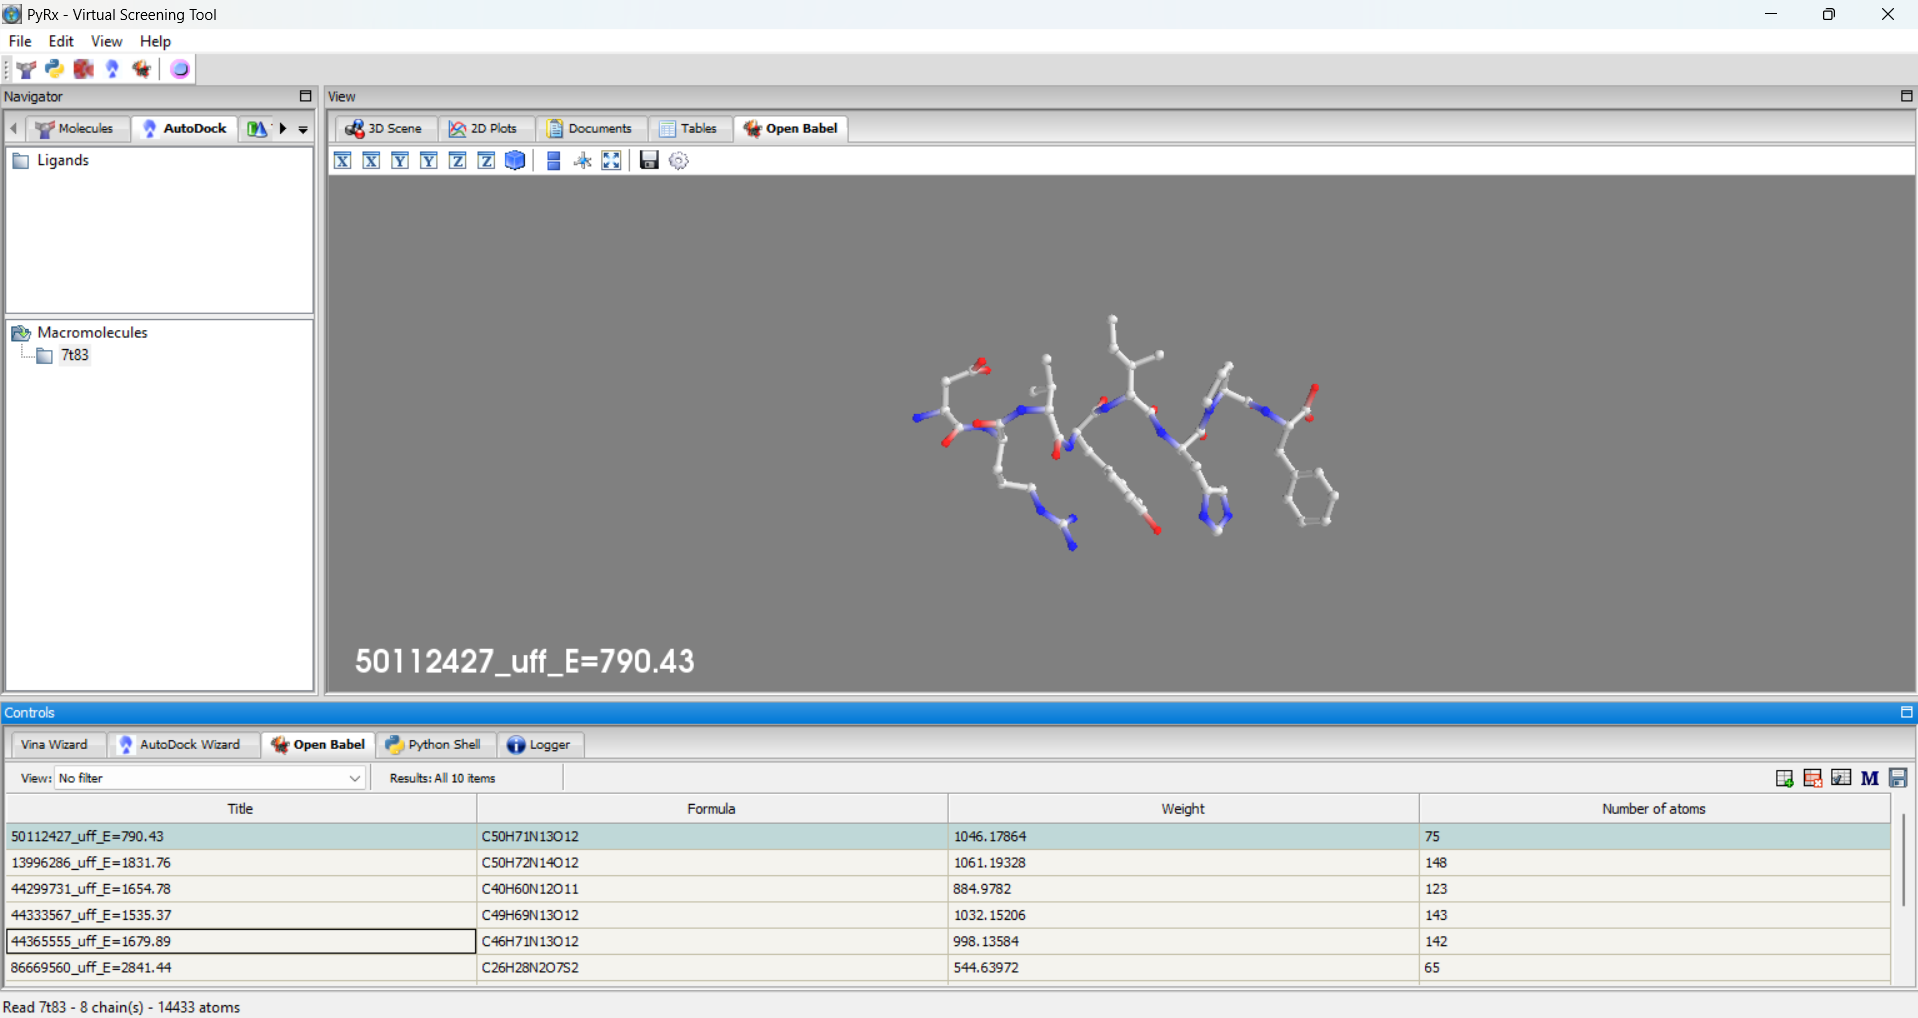 PyRx - Virtual Screening Tool
File Edit View Help
Navigator
View
Molecules AutoDock
3D Scene 2D Plots Documents Tables Open Babel
X X Y Y Z Z
Ligands
Macromolecules
7t83
50112427_uff_E=790.43
Controls
Vina Wizard AutoDock Wizard Open Babel Python Shell Logger
View: No filter Results: All 10 items M
Title Formula Weight Number of atoms
50112427_uff_E=790.43 C50H71N13O12 1046.17864 75
13996286_uff_E=1831.76 C50H72N14O12 1061.19328 148
44299731_uff_E=1654.78 C40H60N12O11 884.9782 123
44333567_uff_E=1535.37 C49H69N13O12 1032.15206 143
44365555_uff_E=1679.89 C46H71N13O12 998.13584 142
86669560_uff_E=2841.44 C26H28N2O7S2 544.63972 65
Read 7t83 - 8 chain(s) - 14433 atoms